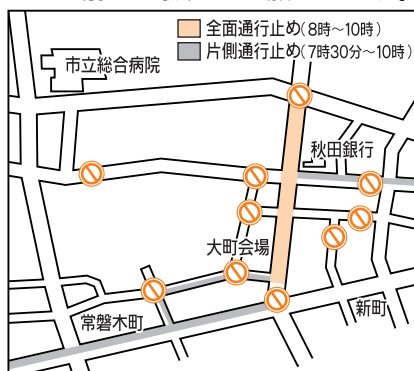 全面通行止め(8時～10時)
片側通行止め(7時30分～10時)
市立総合病院
秋田銀行
大町会場
常磐木町
新町